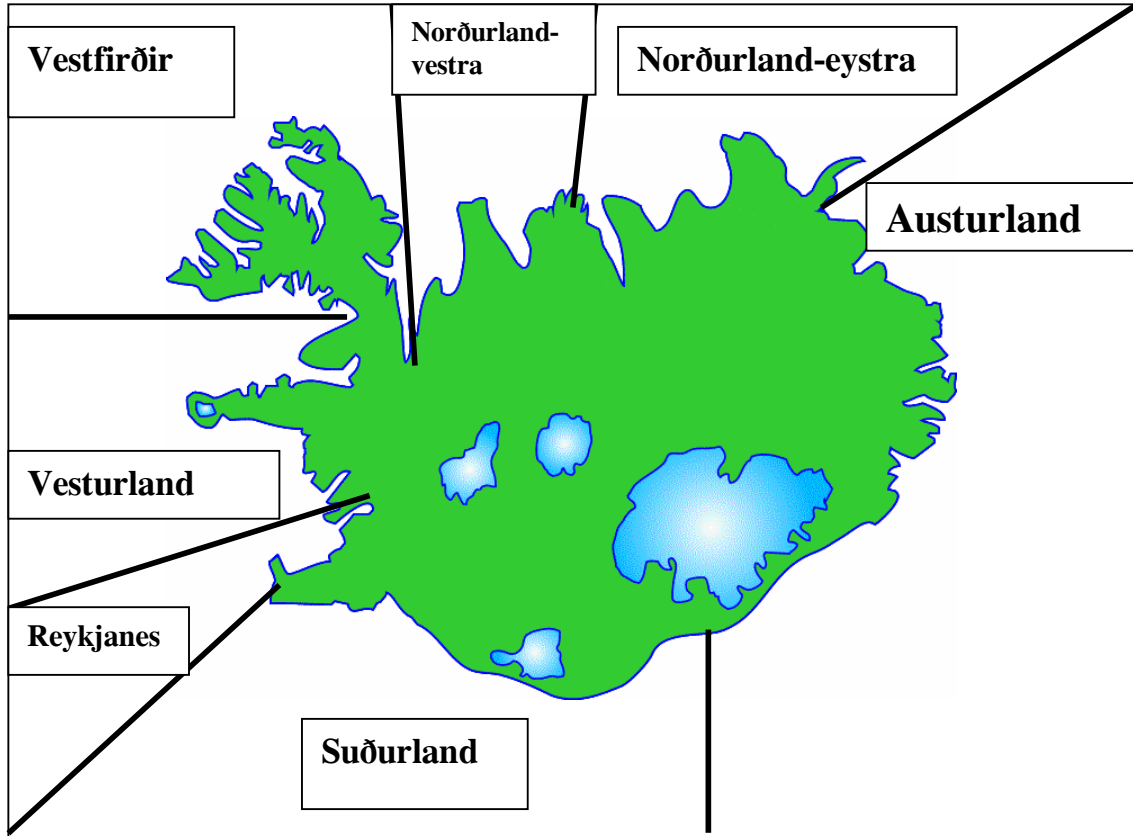 Vestfirðir
Norðurland-
vestra
Norðurland-eystra
Austurland
Vesturland
Reykjanes
Suðurland